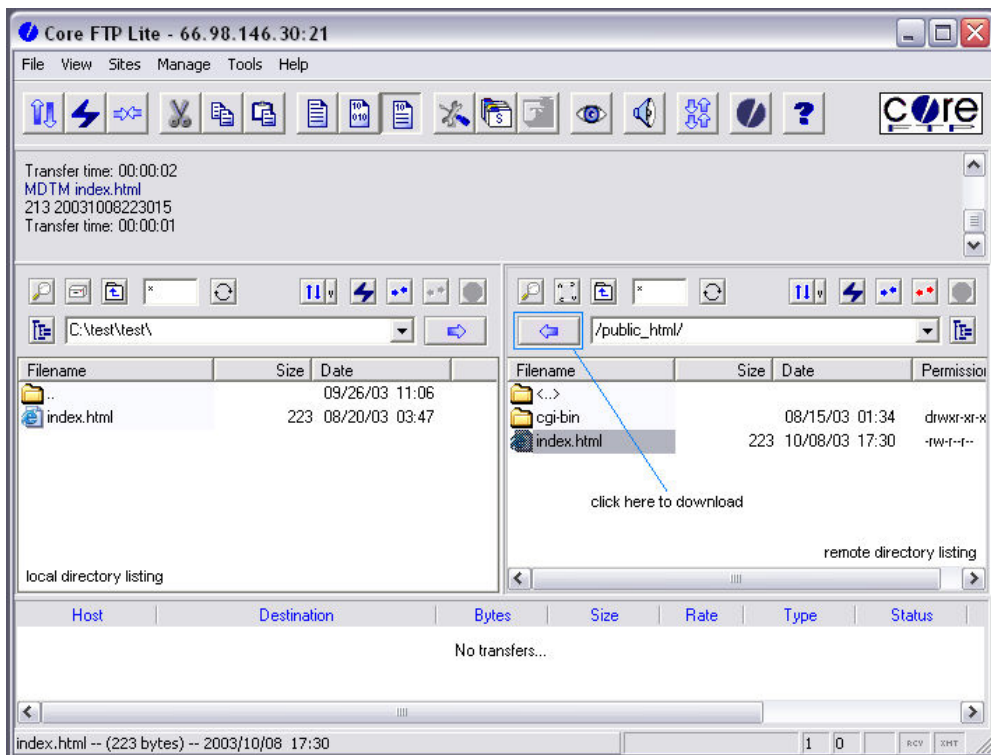 Core FTP Lite - 66.98.146.30:21
File View Sites Manage Tools Help
core
FTP
Transfer time: 00:00:02
MDTM index.html
213 20031008223015
Transfer time: 00:00:01
*
*
C:\test\test\
/public_html/
Filename Size Date
.. 09/26/03 11:06
index.html 223 08/20/03 03:47
local directory listing
Filename Size Date Permission
<..>
cgi-bin 08/15/03 01:34 drwxr-xr-x
index.html 223 10/08/03 17:30 -rw-r--r--
click here to download
remote directory listing
Host Destination Bytes Size Rate Type Status
No transfers...
index.html -- (223 bytes) -- 2003/10/08 17:30 1 0 RCV XMT